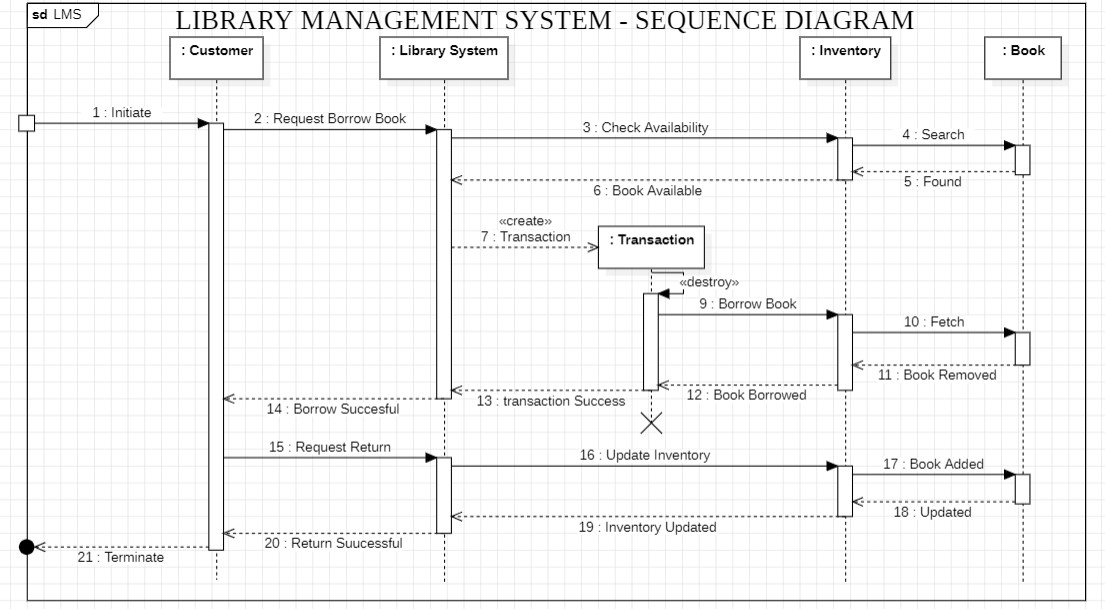 sd LMS
LIBRARY MANAGEMENT SYSTEM - SEQUENCE DIAGRAM
: Customer
: Library System
: Inventory
: Book
1 : Initiate
2 : Request Borrow Book
3 : Check Availability
4 : Search
5 : Found
6 : Book Available
«create»
7 : Transaction
: Transaction
«destroy»
9 : Borrow Book
10 : Fetch
11 : Book Removed
12 : Book Borrowed
13 : transaction Success
14 : Borrow Succesful
15 : Request Return
16 : Update Inventory
17 : Book Added
18 : Updated
19 : Inventory Updated
20 : Return Suucessful
21 : Terminate